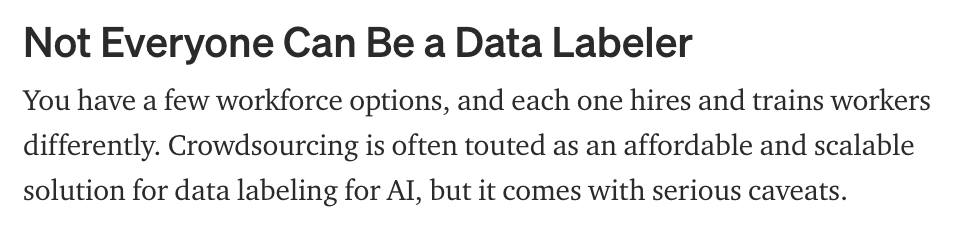 Not Everyone Can Be a Data Labeler
You have a few workforce options, and each one hires and trains workers
differently. Crowdsourcing is often touted as an affordable and scalable
solution for data labeling for AI, but it comes with serious caveats.